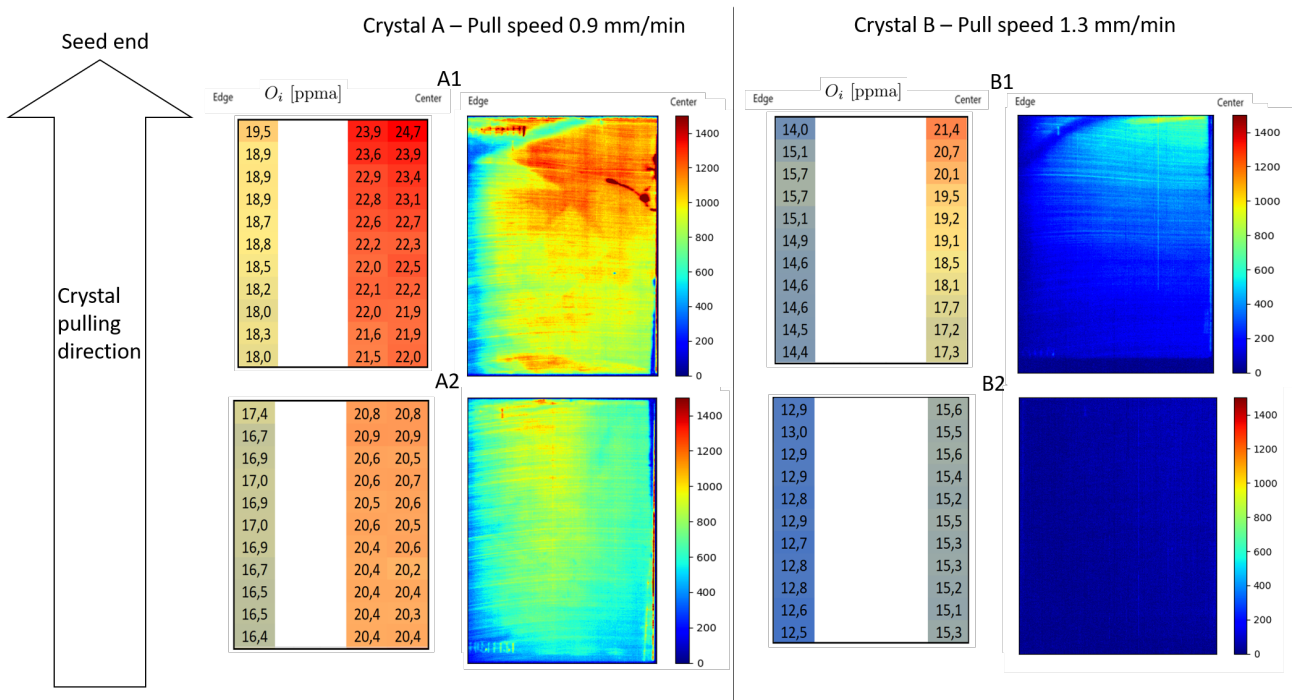 Crystal A – Pull speed 0.9 mm/min
Crystal B – Pull speed 1.3 mm/min
Seed end
Crystal
pulling
direction
A1
Edge O_i [ppma] Center
19,5 23,9 24,7
18,9 23,6 23,9
18,9 22,9 23,4
18,9 22,8 23,1
18,7 22,6 22,7
18,8 22,2 22,3
18,5 22,0 22,5
18,2 22,1 22,2
18,0 22,0 21,9
18,3 21,6 21,9
18,0 21,5 22,0
Edge Center
1400
1200
1000
800
600
400
200
0
A2
17,4 20,8 20,8
16,7 20,9 20,9
16,9 20,6 20,5
17,0 20,6 20,7
16,9 20,5 20,6
17,0 20,6 20,5
16,9 20,4 20,6
16,7 20,4 20,2
16,5 20,4 20,5
16,5 20,4 20,3
16,4 20,4 20,4
1400
1200
1000
800
600
400
200
0
B1
Edge O_i [ppma] Center
14,0 21,4
15,1 20,7
15,7 20,1
15,7 19,5
15,1 19,2
14,9 19,1
14,6 18,5
14,6 18,1
14,6 17,7
14,5 17,2
14,4 17,3
Edge Center
1400
1200
1000
800
600
400
200
0
B2
12,9 15,6
13,0 15,5
12,9 15,6
12,9 15,4
12,8 15,2
12,9 15,5
12,7 15,3
12,8 15,3
12,8 15,2
12,6 15,1
12,5 15,3
1400
1200
1000
800
600
400
200
0